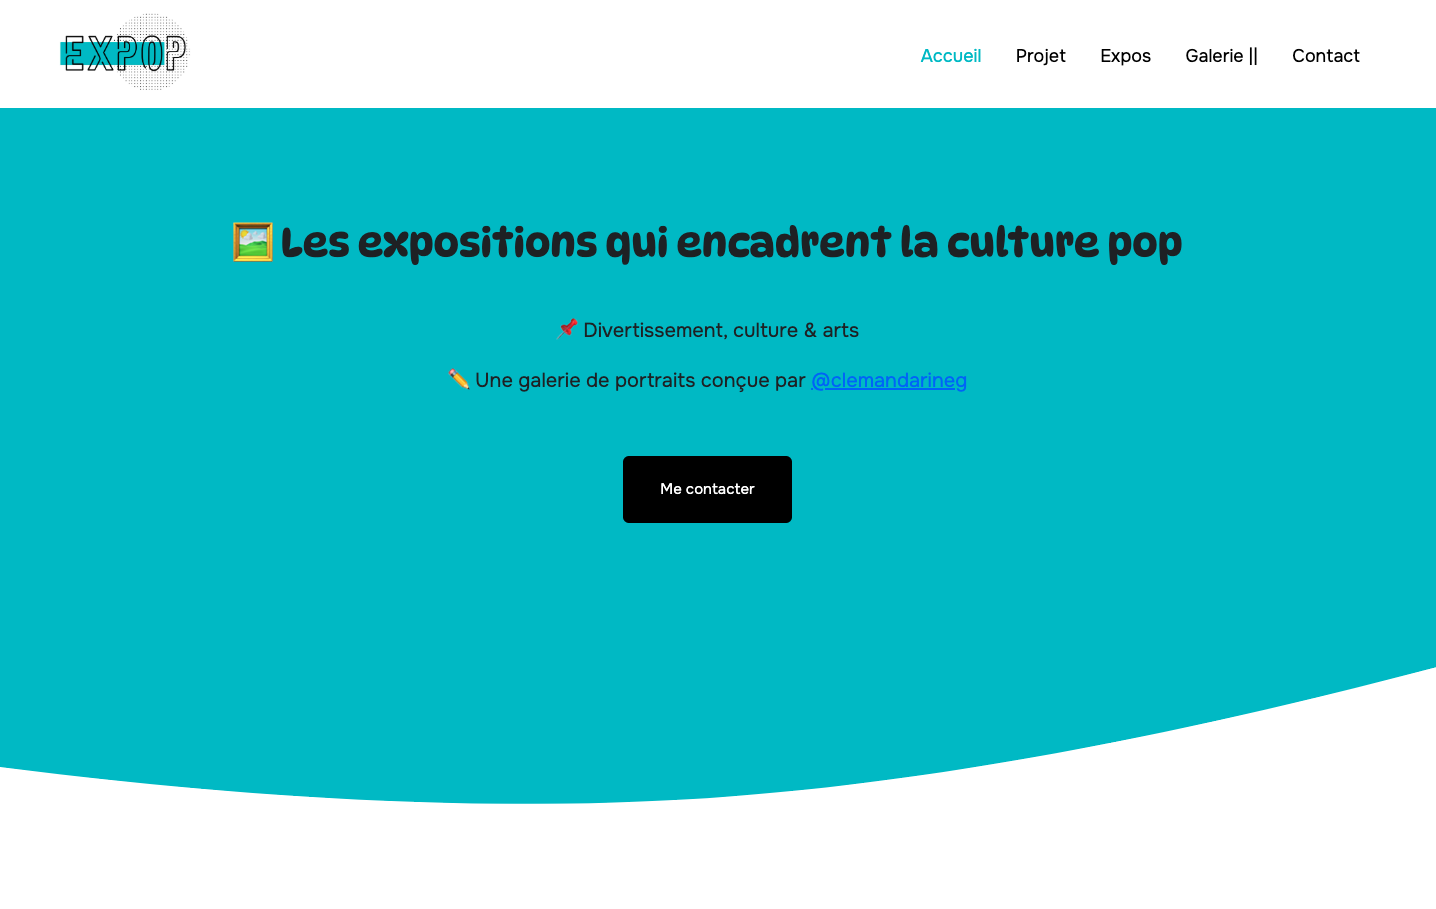 EXPOP
Accueil Projet Expos Galerie || Contact
🖼️ Les expositions qui encadrent la culture pop
📌 Divertissement, culture & arts
✏️ Une galerie de portraits conçue par @clemandarineg
Me contacter